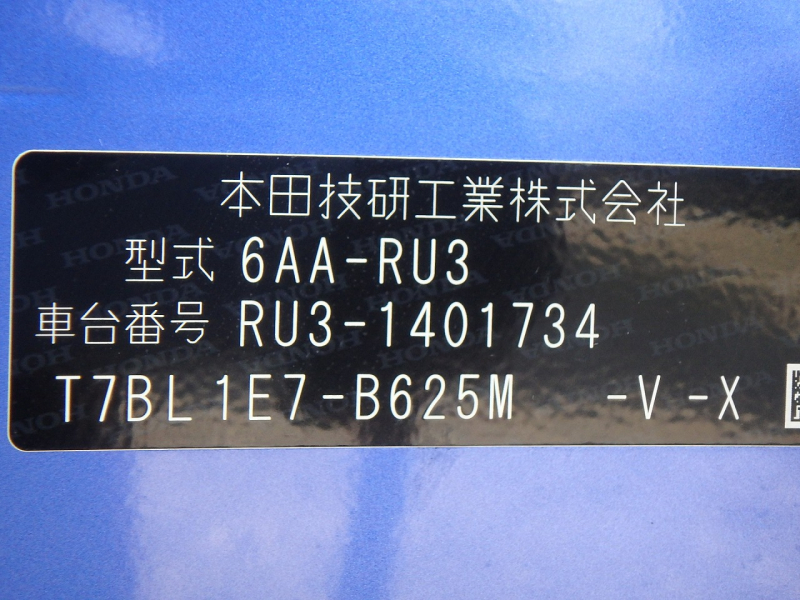 本田技研工業株式会社
型式 6AA-RU3
車台番号 RU3-1401734
T7BL1E7-B625M -V -X